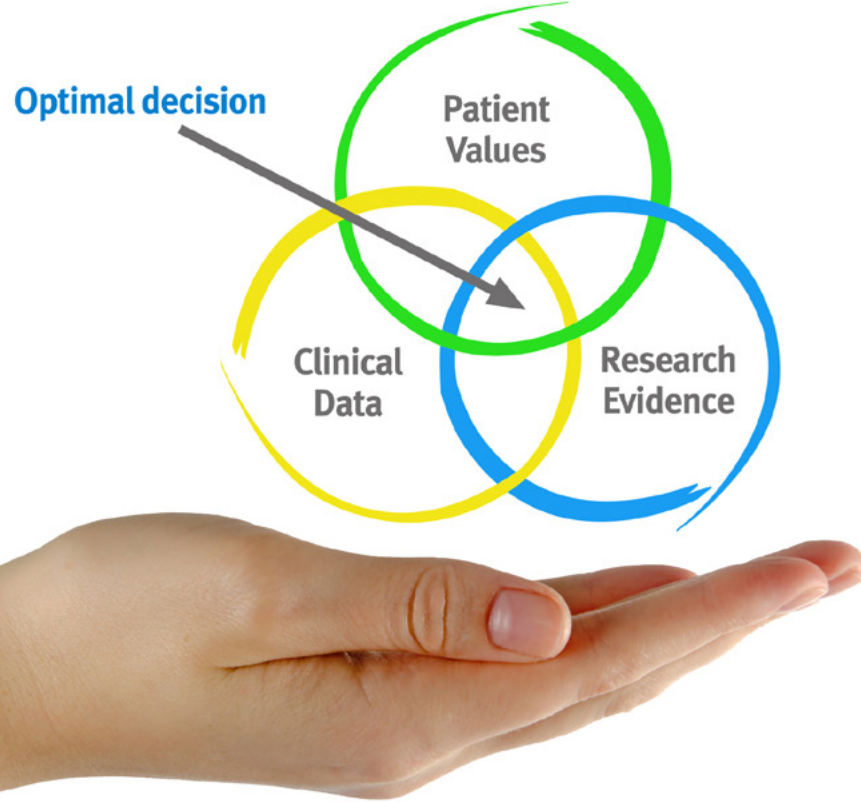 Optimal decision
Patient
Values
Clinical
Data
Research
Evidence